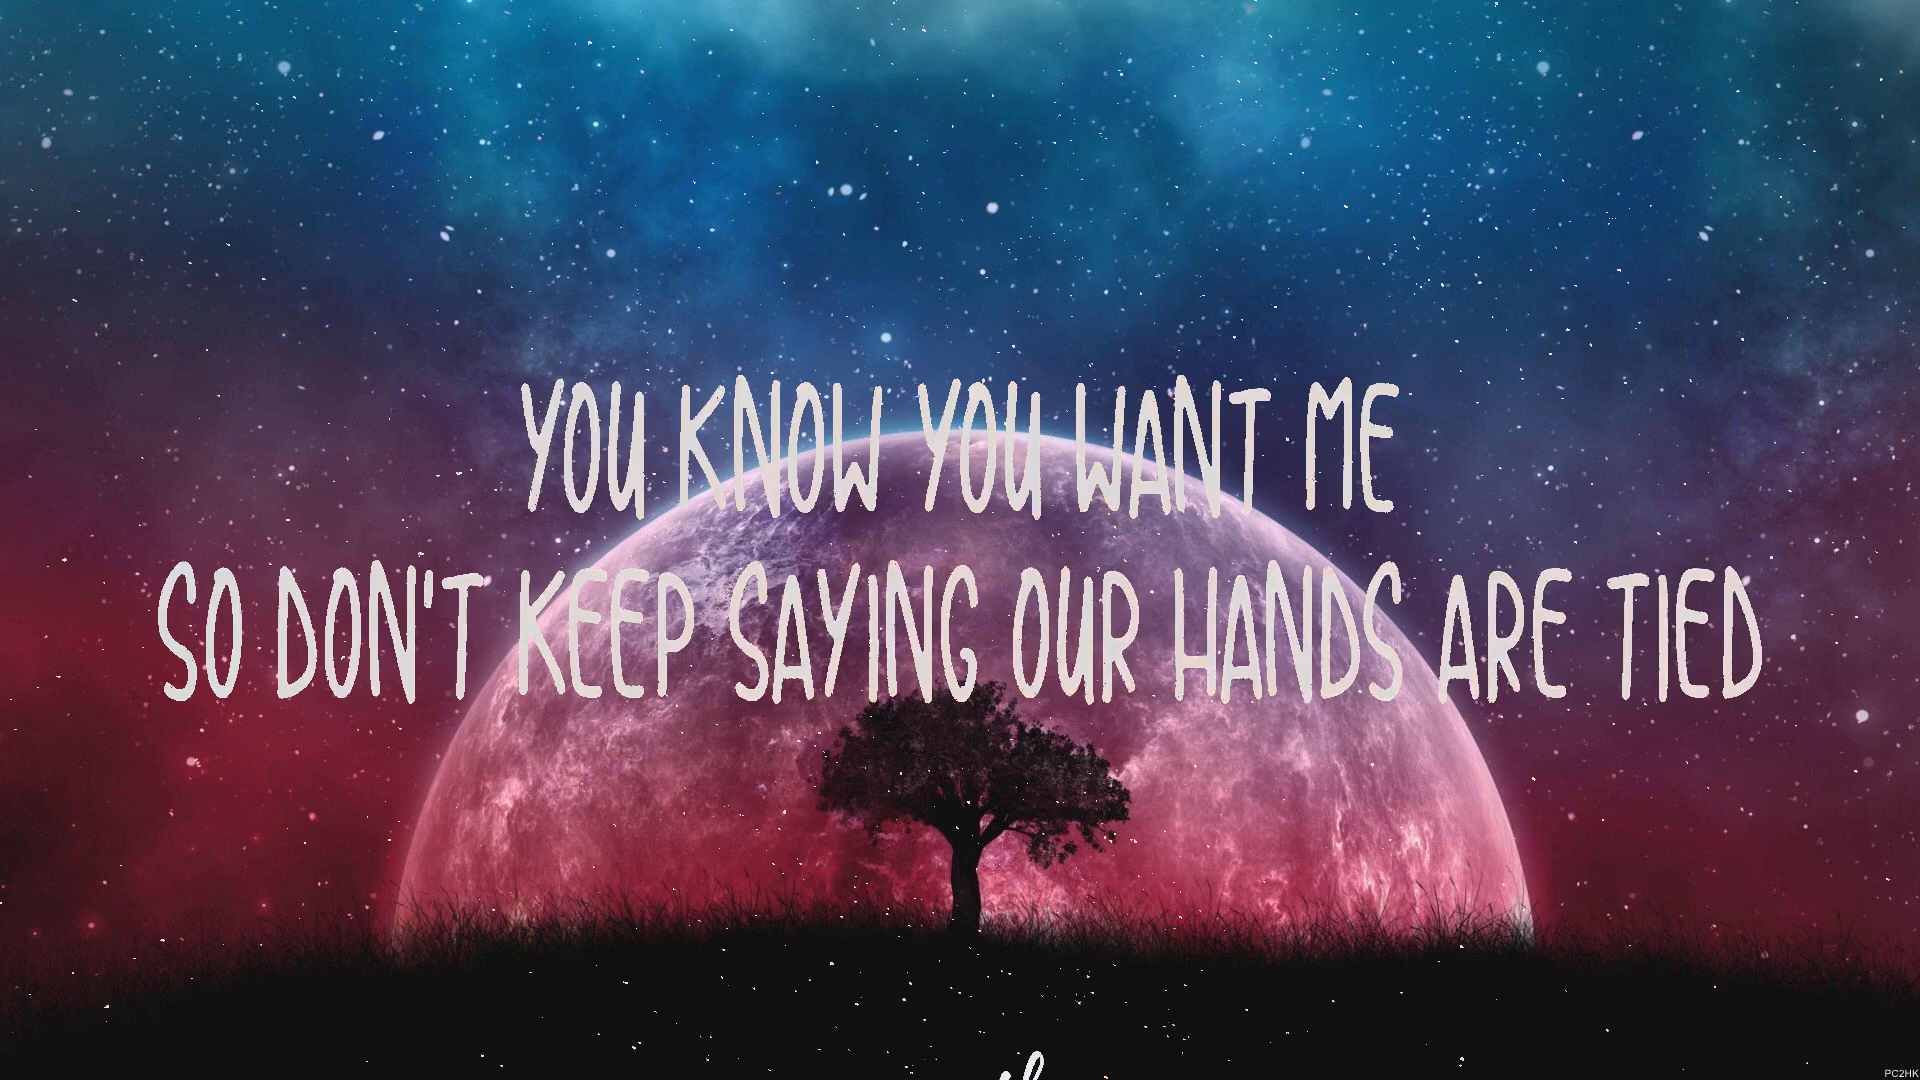 YOU KNOW YOU WANT ME
SO DON'T KEEP SAYING OUR HANDS ARE TIED
PC2HK